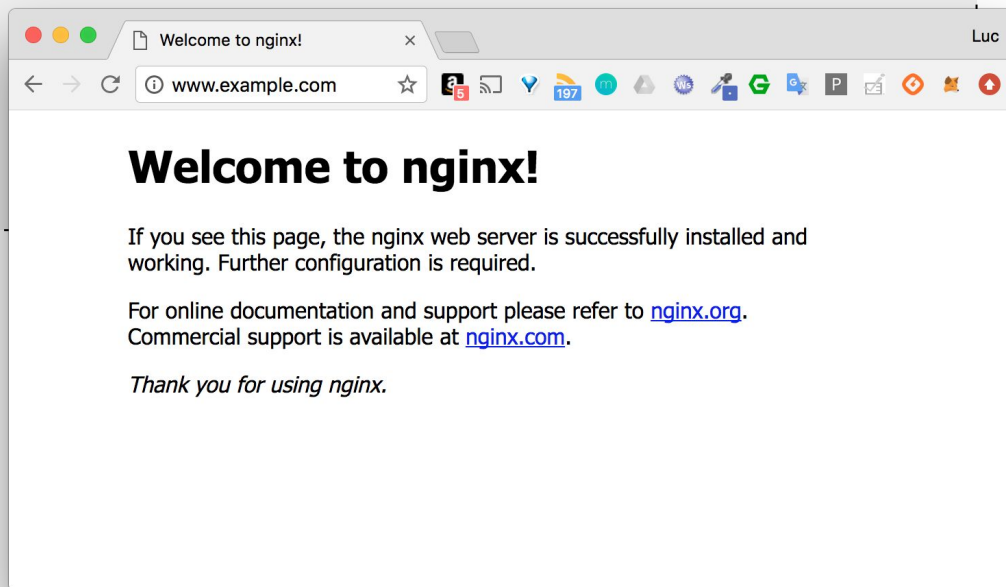 Welcome to nginx!
Luc
www.example.com
5
197
m
Ws
G
P
Welcome to nginx!
If you see this page, the nginx web server is successfully installed and
working. Further configuration is required.
For online documentation and support please refer to nginx.org.
Commercial support is available at nginx.com.
Thank you for using nginx.